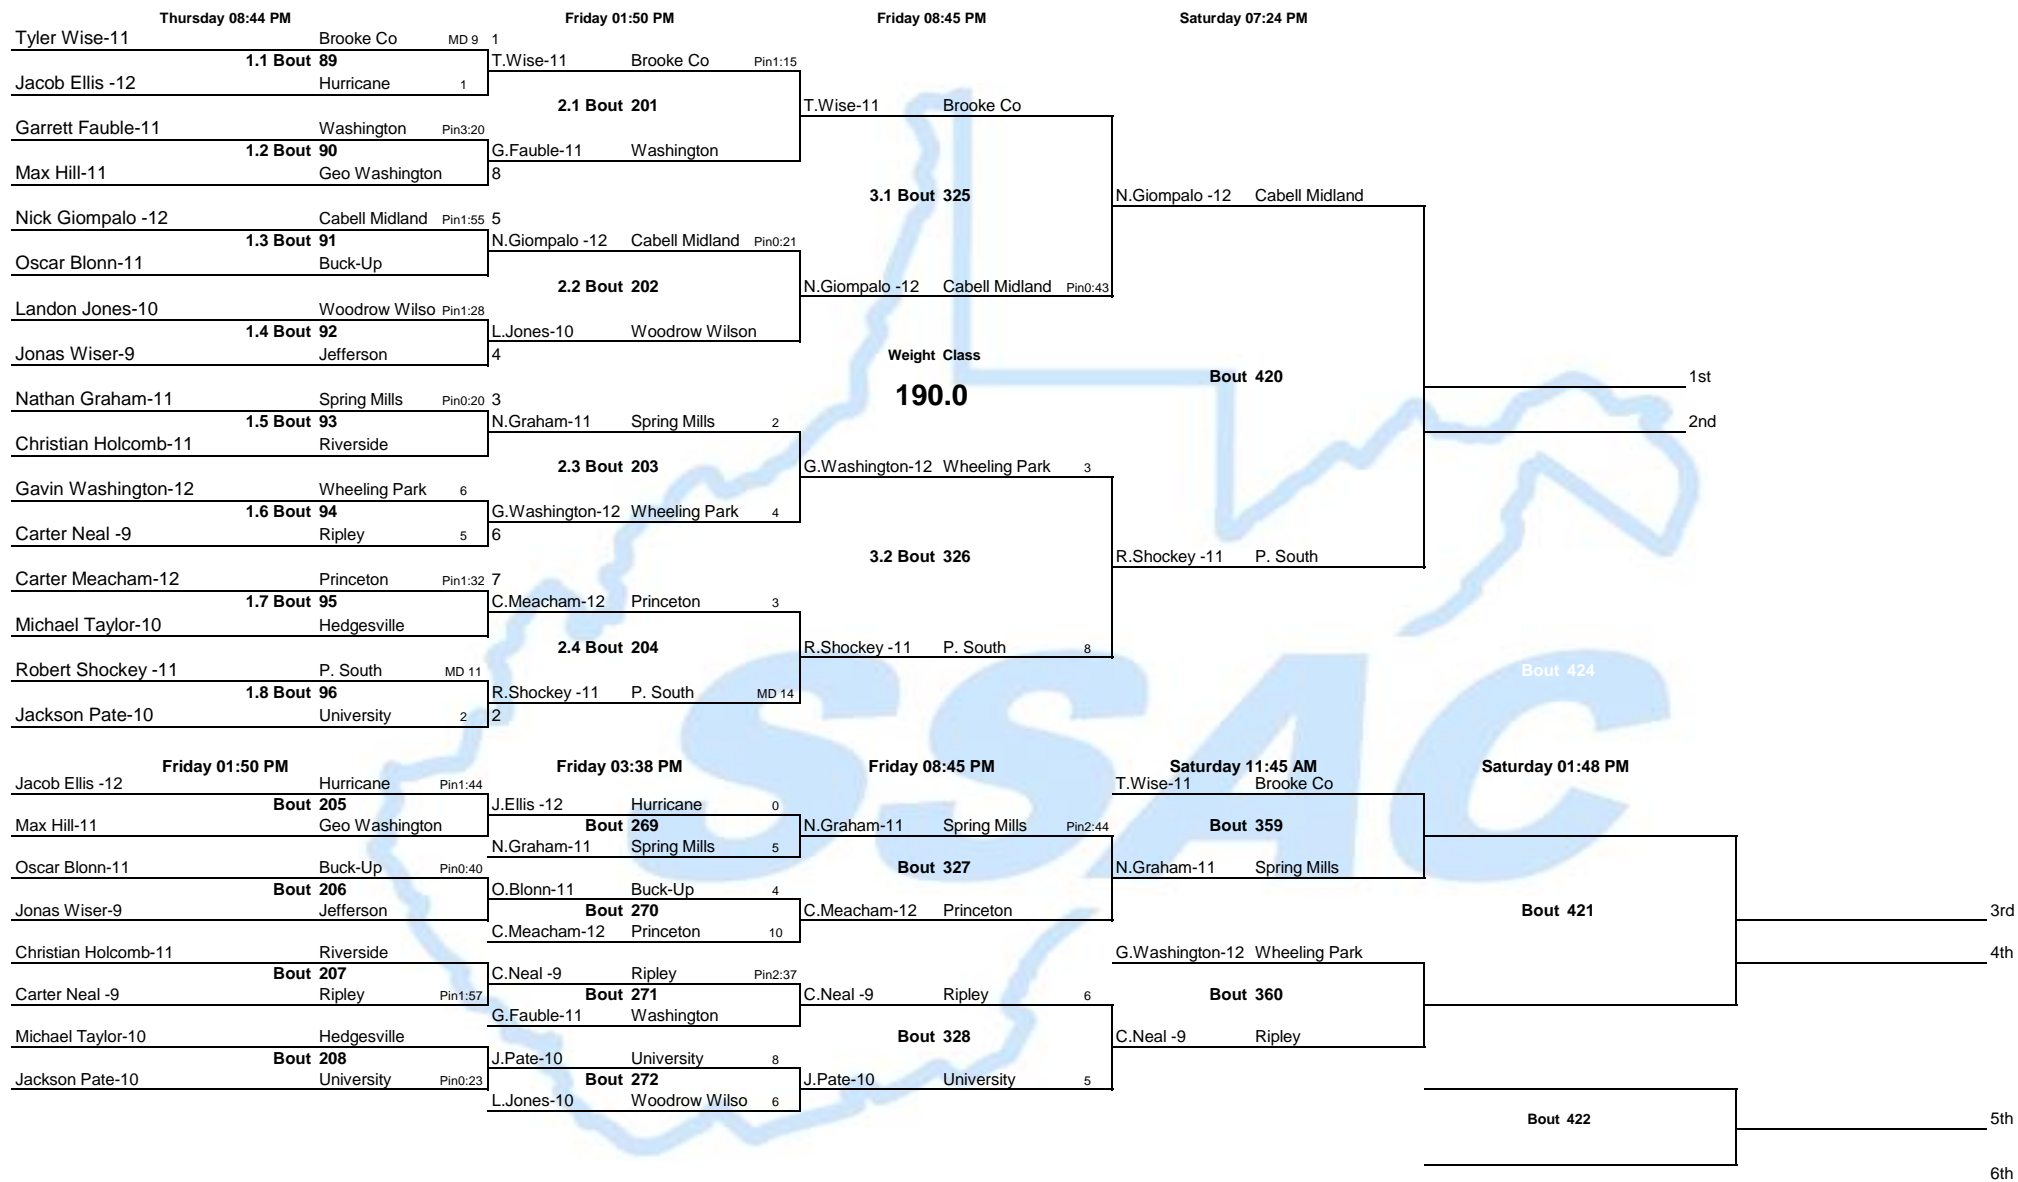 Thursday 08:44 PM Friday 01:50 PM Friday 08:45 PM Saturday 07:24 PM
Tyler Wise-11 Brooke Co MD 9 1
1.1 Bout 89 T.Wise-11 Brooke Co Pin1:15
Jacob Ellis -12 Hurricane 1
2.1 Bout 201 T.Wise-11 Brooke Co
Garrett Fauble-11 Washington Pin3:20
1.2 Bout 90 G.Fauble-11 Washington
Max Hill-11 Geo Washington 8
3.1 Bout 325 N.Giompalo -12 Cabell Midland
Nick Giompalo -12 Cabell Midland Pin1:55 5
1.3 Bout 91 N.Giompalo -12 Cabell Midland Pin0:21
Oscar Blonn-11 Buck-Up
2.2 Bout 202 N.Giompalo -12 Cabell Midland Pin0:43
Landon Jones-10 Woodrow Wilso Pin1:28
1.4 Bout 92 L.Jones-10 Woodrow Wilson
Jonas Wiser-9 Jefferson 4 Weight Class
Bout 420 1st
Nathan Graham-11 Spring Mills Pin0:20 3 190.0
1.5 Bout 93 N.Graham-11 Spring Mills 2 2nd
Christian Holcomb-11 Riverside
2.3 Bout 203 G.Washington-12 Wheeling Park 3
Gavin Washington-12 Wheeling Park 6
1.6 Bout 94 G.Washington-12 Wheeling Park 4
Carter Neal -9 Ripley 5 6
3.2 Bout 326 R.Shockey -11 P. South
Carter Meacham-12 Princeton Pin1:32 7
1.7 Bout 95 C.Meacham-12 Princeton 3
Michael Taylor-10 Hedgesville
2.4 Bout 204 R.Shockey -11 P. South 8
Robert Shockey -11 P. South MD 11 Bout 424
1.8 Bout 96 R.Shockey -11 P. South MD 14
Jackson Pate-10 University 2 2
SSAC
Friday 01:50 PM Friday 03:38 PM Friday 08:45 PM Saturday 11:45 AM Saturday 01:48 PM
Jacob Ellis -12 Hurricane Pin1:44 T.Wise-11 Brooke Co
Bout 205 J.Ellis -12 Hurricane 0
Max Hill-11 Geo Washington Bout 269 N.Graham-11 Spring Mills Pin2:44 Bout 359
N.Graham-11 Spring Mills 5
Oscar Blonn-11 Buck-Up Pin0:40 Bout 327 N.Graham-11 Spring Mills
Bout 206 O.Blonn-11 Buck-Up 4
Jonas Wiser-9 Jefferson Bout 270 C.Meacham-12 Princeton Bout 421 3rd
C.Meacham-12 Princeton 10
Christian Holcomb-11 Riverside G.Washington-12 Wheeling Park 4th
Bout 207 C.Neal -9 Ripley Pin2:37
Carter Neal -9 Ripley Pin1:57 Bout 271 C.Neal -9 Ripley 6 Bout 360
G.Fauble-11 Washington
Michael Taylor-10 Hedgesville Bout 328 C.Neal -9 Ripley
Bout 208 J.Pate-10 University 8
Jackson Pate-10 University Pin0:23 Bout 272 J.Pate-10 University 5
L.Jones-10 Woodrow Wilso 6
Bout 422 5th
6th